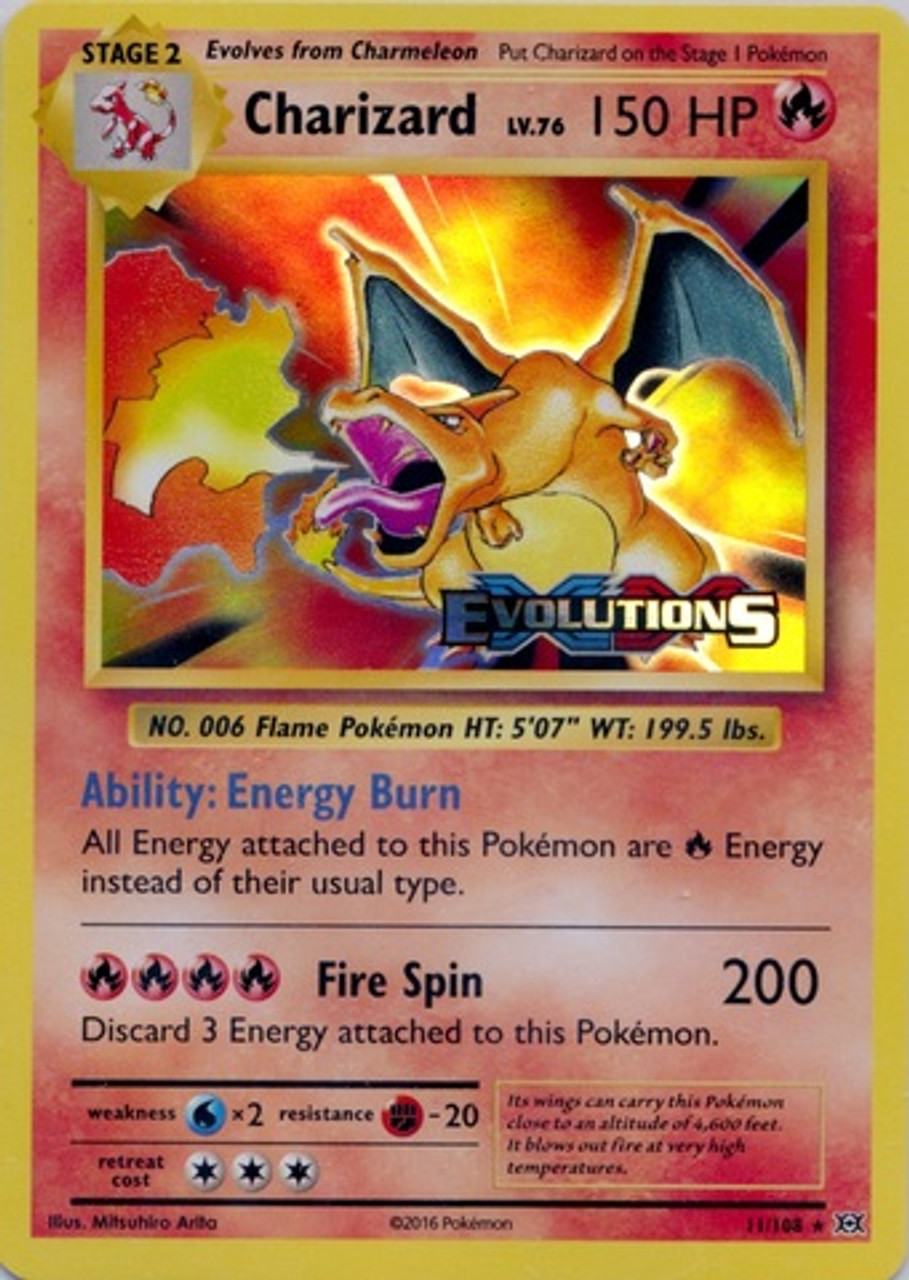 STAGE 2 Evolves from Charmeleon Put Charizard on the Stage 1 Pokémon
Charizard LV.76 150 HP
EVOLUTIONS
NO. 006 Flame Pokémon HT: 5'07" WT: 199.5 lbs.
Ability: Energy Burn
All Energy attached to this Pokémon are Energy
instead of their usual type.
Fire Spin 200
Discard 3 Energy attached to this Pokémon.
weakness ×2 resistance -20
retreat
cost
Its wings can carry this Pokémon
close to an altitude of 4,600 feet.
It blows out fire at very high
temperatures.
Illus. Mitsuhiro Arita ©2016 Pokémon 11/108 ★